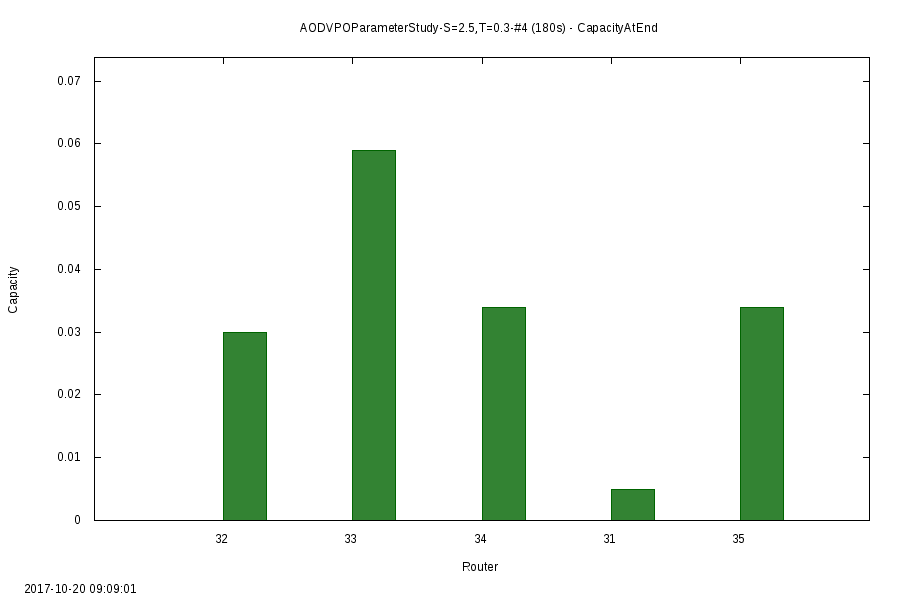 AODVPOParameterStudy-S=2.5,T=0.3-#4 (180s) - CapacityAtEnd
0.07
0.06
0.05
0.04
Capacity
0.03
0.02
0.01
0
32 33 34 31 35
Router
2017-10-20 09:09:01